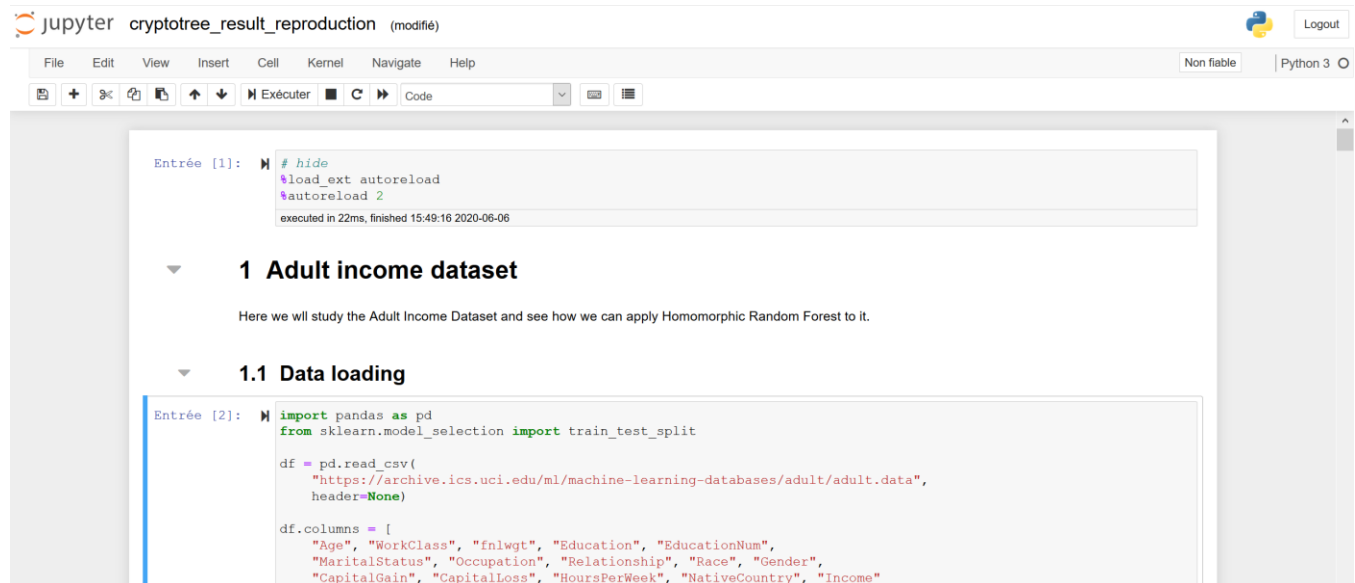 jupyter cryptotree_result_reproduction (modifié)
Logout
File Edit View Insert Cell Kernel Navigate Help
Non fiable Python 3
Exécuter Code
Entrée [1]:
# hide
%load_ext autoreload
%autoreload 2
executed in 22ms, finished 15:49:16 2020-06-06
1 Adult income dataset
Here we wll study the Adult Income Dataset and see how we can apply Homomorphic Random Forest to it.
1.1 Data loading
Entrée [2]:
import pandas as pd
from sklearn.model_selection import train_test_split
df = pd.read_csv(
"https://archive.ics.uci.edu/ml/machine-learning-databases/adult/adult.data",
header=None)
df.columns = [
"Age", "WorkClass", "fnlwgt", "Education", "EducationNum",
"MaritalStatus", "Occupation", "Relationship", "Race", "Gender",
"CapitalGain", "CapitalLoss", "HoursPerWeek", "NativeCountry", "Income"